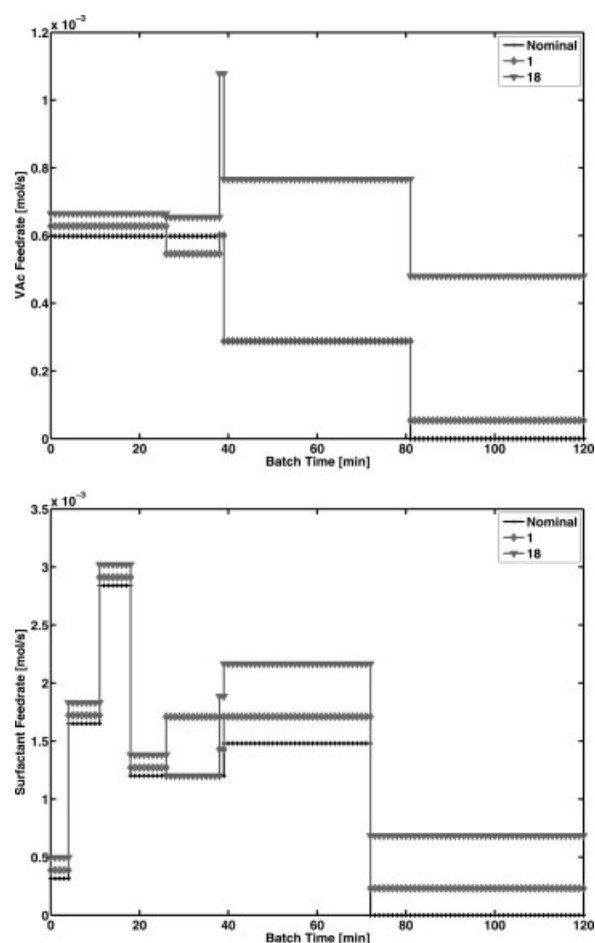 x 10⁻³
1.2
1
0.8
0.6
0.4
0.2
0
VAc Feedrate [mol/s]
Nominal
1
18
0 20 40 60 80 100 120
Batch Time [min]
x 10⁻³
3.5
3
2.5
2
1.5
1
0.5
0
Surfactant Feedrate [mol/s]
Nominal
1
18
0 20 40 60 80 100 120
Batch Time [min]